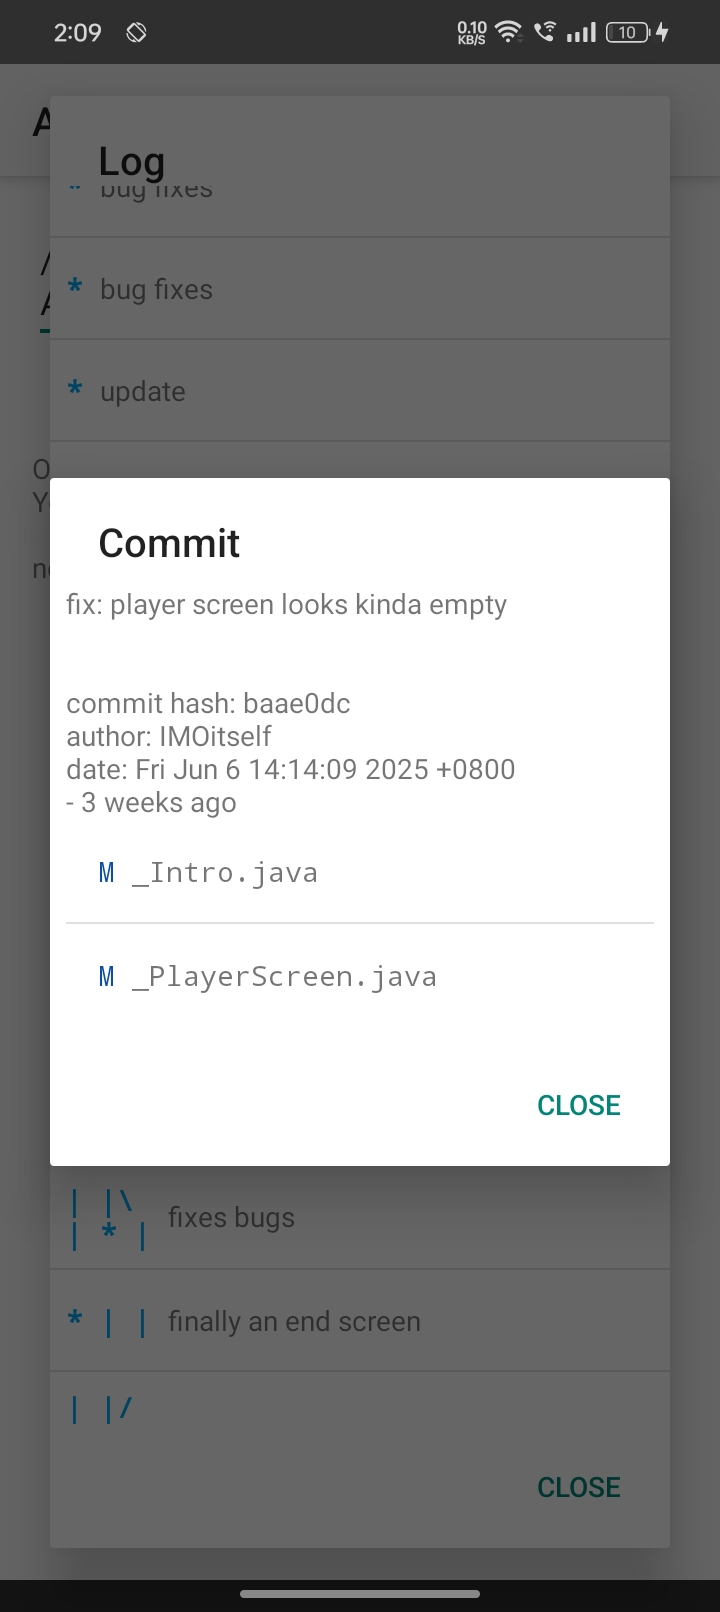 2:09
0.10
KB/S
10
A
Log
* bug fixes
* bug fixes
/
A
* update
O
Y
Commit
fix: player screen looks kinda empty
commit hash: baae0dc
author: IMOitself
date: Fri Jun 6 14:14:09 2025 +0800
- 3 weeks ago
M _Intro.java
M _PlayerScreen.java
CLOSE
| |\
| * | fixes bugs
* | | finally an end screen
| |/
CLOSE